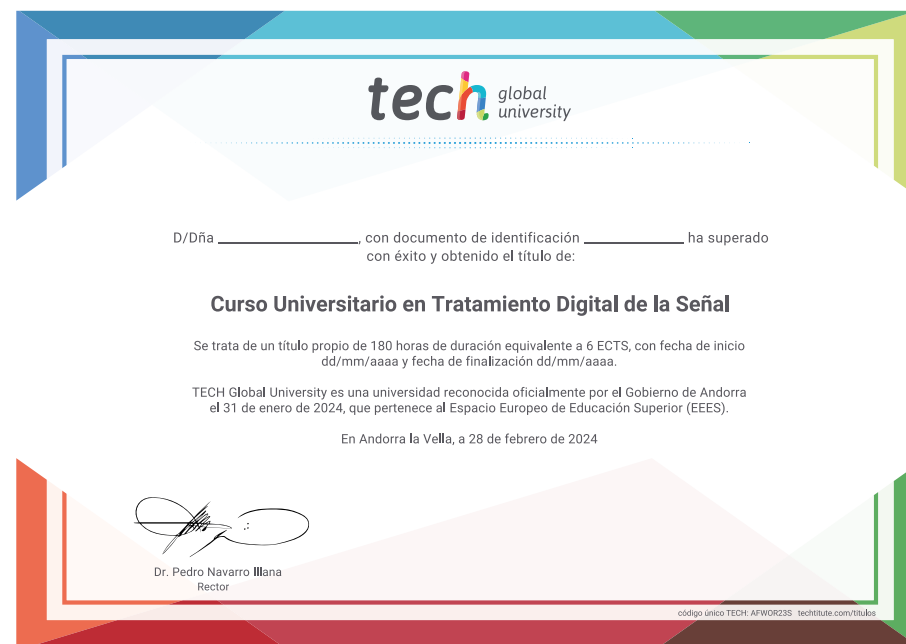 tech global university
D/Dña ____________________, con documento de identificación ______________ ha superado
con éxito y obtenido el título de:
Curso Universitario en Tratamiento Digital de la Señal
Se trata de un título propio de 180 horas de duración equivalente a 6 ECTS, con fecha de inicio
dd/mm/aaaa y fecha de finalización dd/mm/aaaa.
TECH Global University es una universidad reconocida oficialmente por el Gobierno de Andorra
el 31 de enero de 2024, que pertenece al Espacio Europeo de Educación Superior (EEES).
En Andorra la Vella, a 28 de febrero de 2024
Dr. Pedro Navarro Illana
Rector
código único TECH: AFWOR23S techtitute.com/titulos